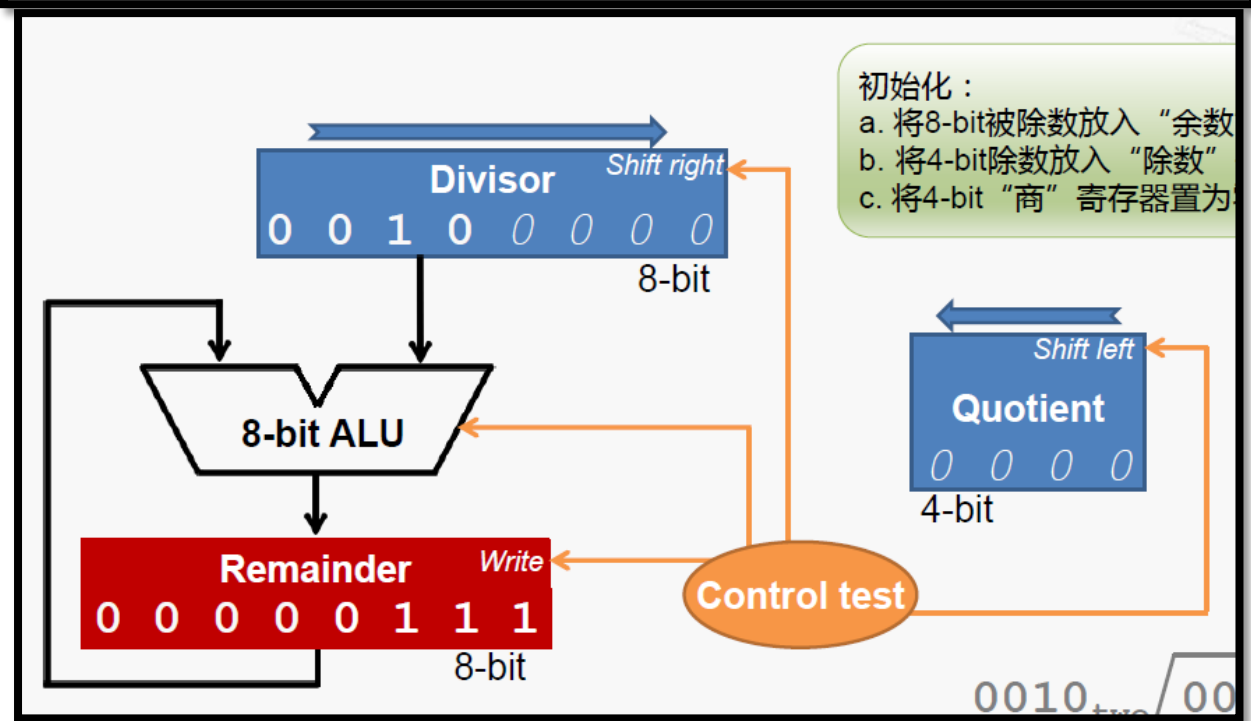 初始化：
a. 将8-bit被除数放入“余数
b. 将4-bit除数放入“除数”
c. 将4-bit“商”寄存器置为
Divisor
Shift right
0 0 1 0 0 0 0 0
8-bit
Shift left
Quotient
0 0 0 0
4-bit
8-bit ALU
Remainder
Write
0 0 0 0 0 1 1 1
8-bit
Control test
0010two/00